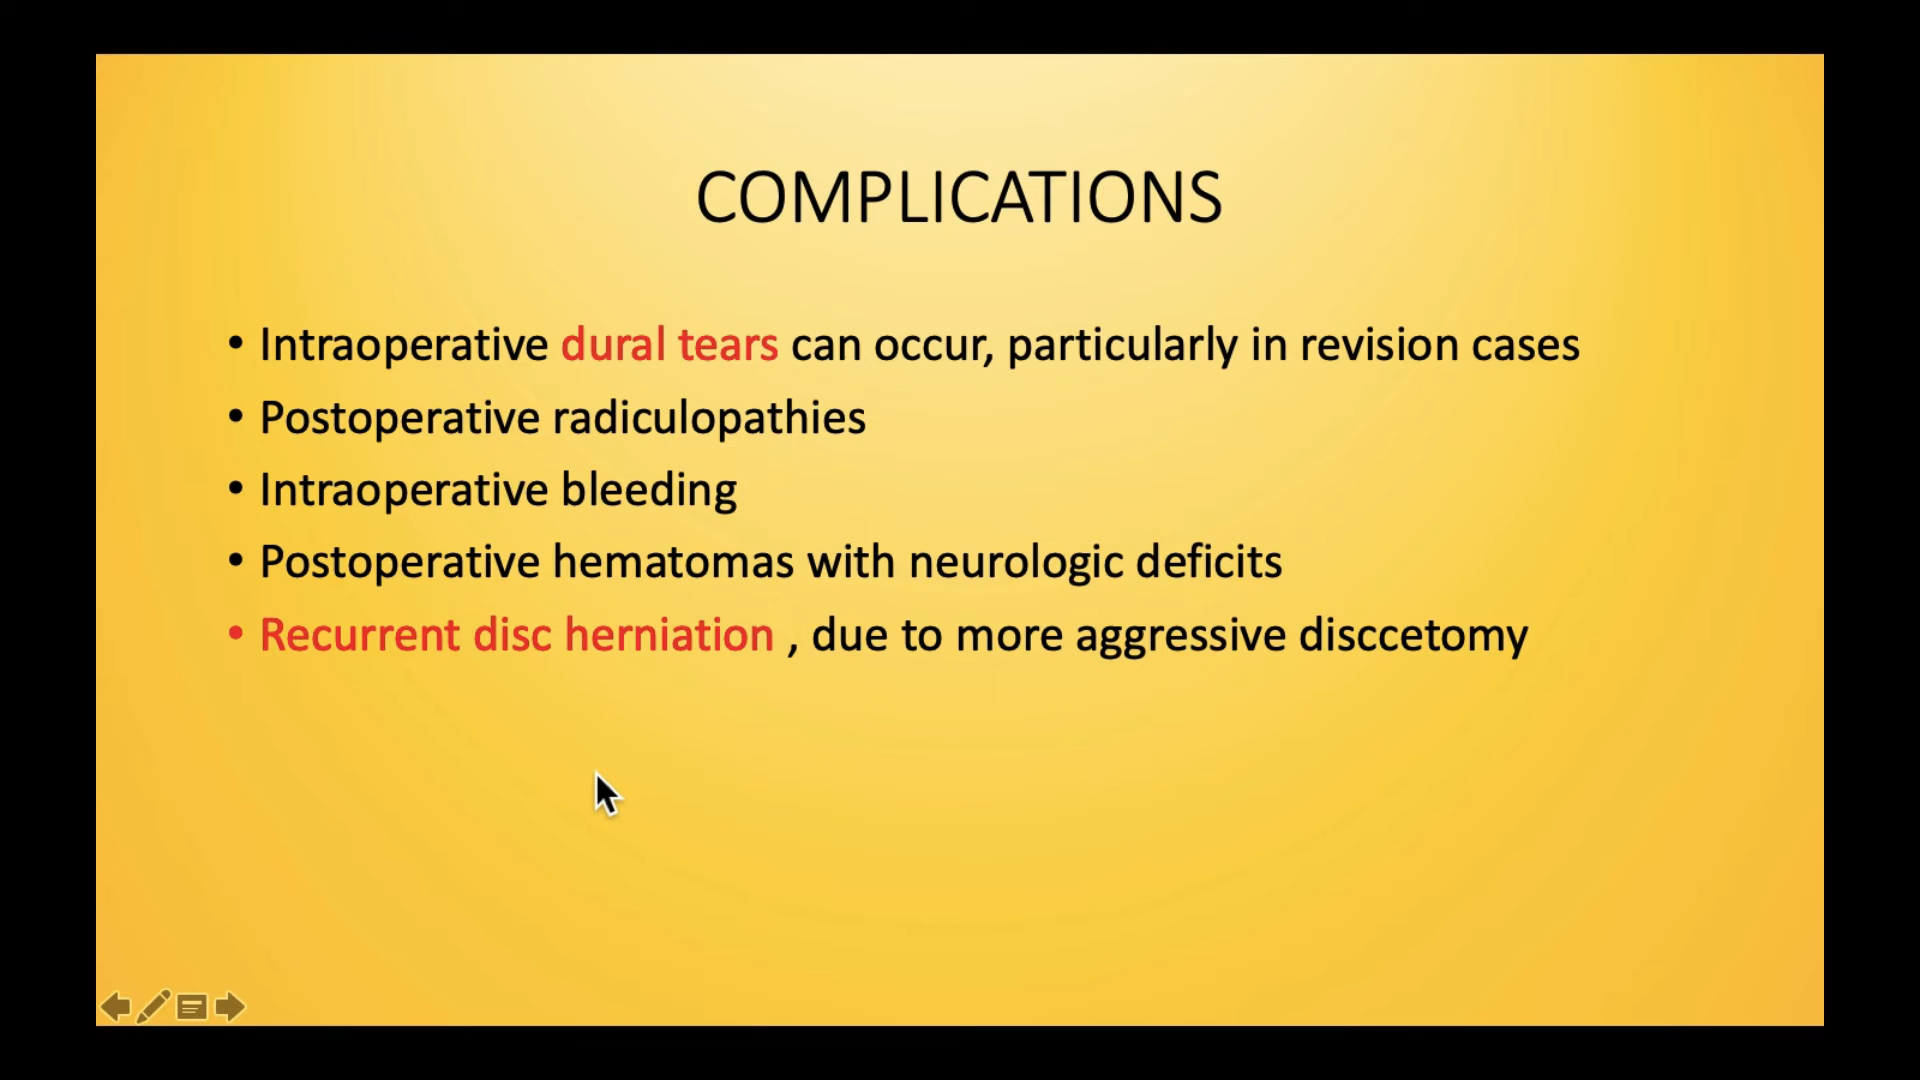 COMPLICATIONS
• Intraoperative dural tears can occur, particularly in revision cases
• Postoperative radiculopathies
• Intraoperative bleeding
• Postoperative hematomas with neurologic deficits
• Recurrent disc herniation , due to more aggressive disccetomy